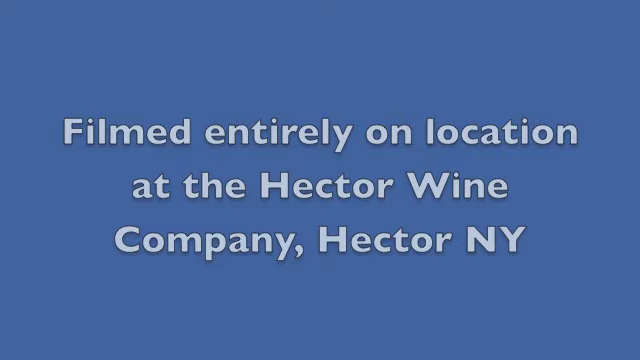 Filmed entirely on location
at the Hector Wine
Company, Hector NY